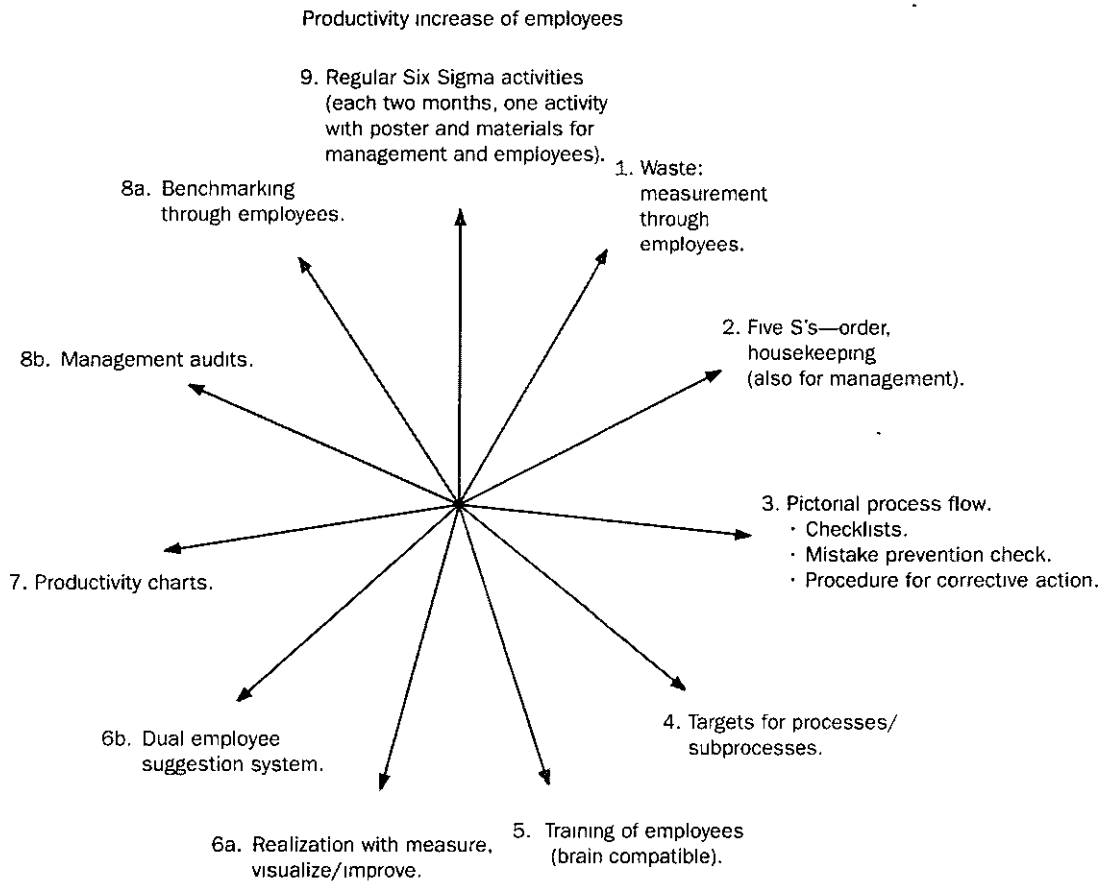 Productivity increase of employees
9. Regular Six Sigma activities
(each two months, one activity
with poster and materials for
management and employees).
1. Waste:
measurement
through
employees.
8a. Benchmarking
through employees.
2. Five S's—order,
housekeeping
(also for management).
8b. Management audits.
3. Pictorial process flow.
· Checklists.
· Mistake prevention check.
· Procedure for corrective action.
7. Productivity charts.
4. Targets for processes/
subprocesses.
6b. Dual employee
suggestion system.
5. Training of employees
(brain compatible).
6a. Realization with measure,
visualize/improve.